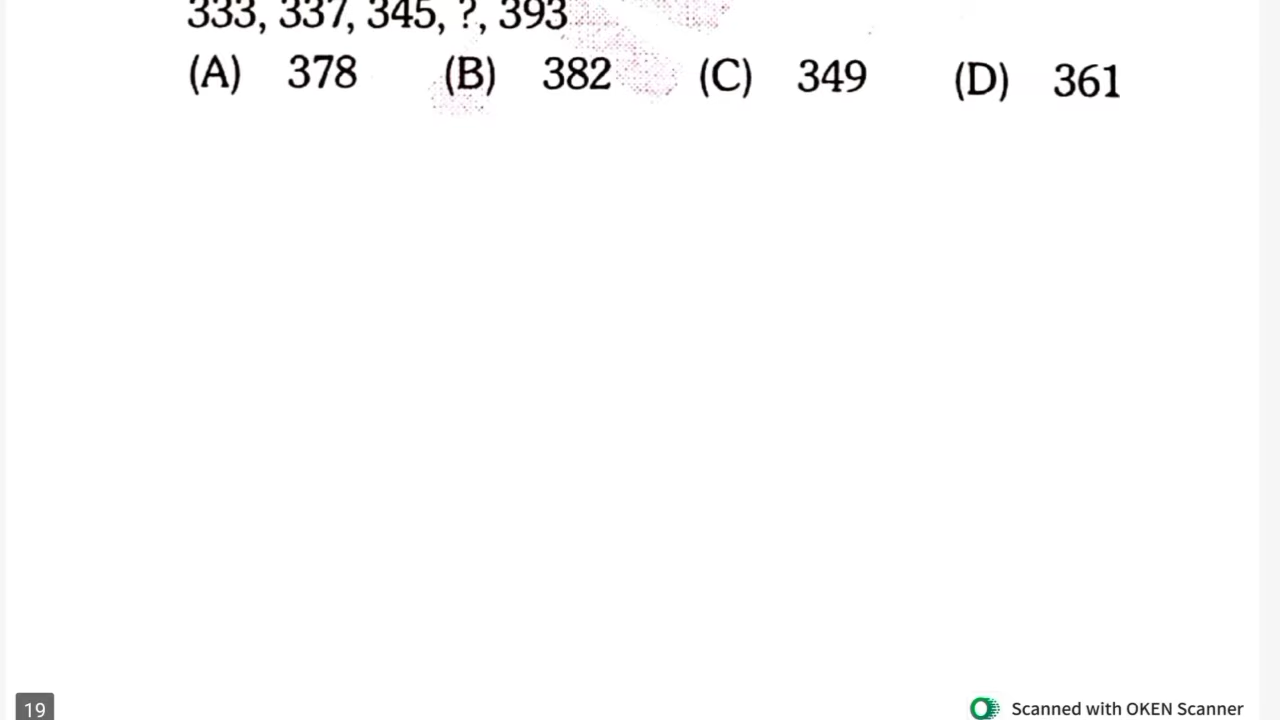 333, 337, 345, ?, 393
(A) 378 (B) 382 (C) 349 (D) 361
19
Scanned with OKEN Scanner